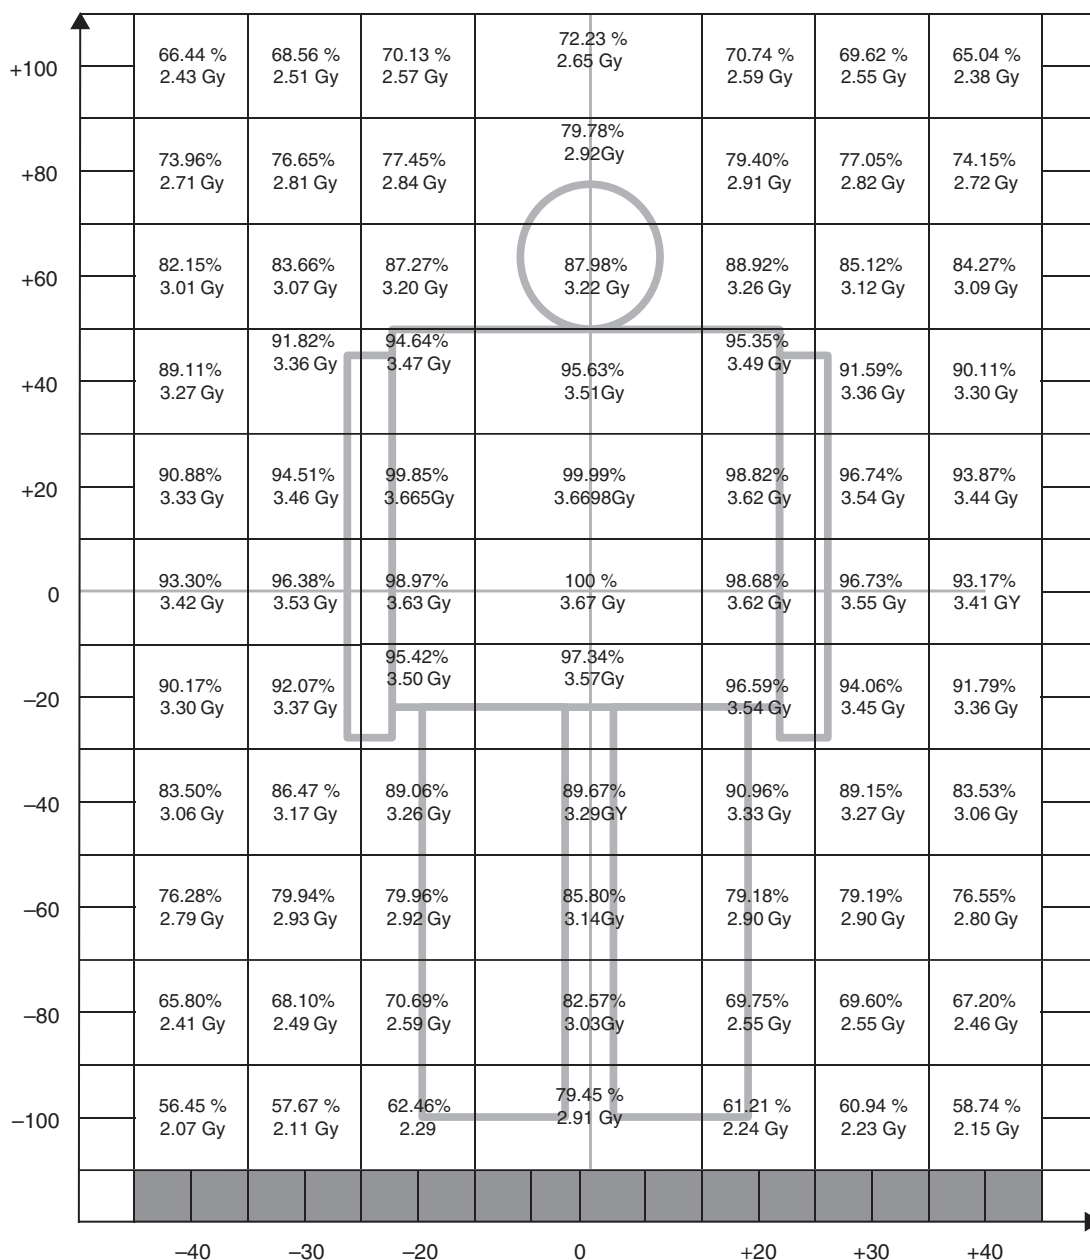 66.44 % 68.56 % 70.13 % 72.23 % 70.74 % 69.62 % 65.04 %
+100
2.43 Gy 2.51 Gy 2.57 Gy 2.65 Gy 2.59 Gy 2.55 Gy 2.38 Gy
73.96% 76.65% 77.45% 79.78% 79.40% 77.05% 74.15%
+80
2.71 Gy 2.81 Gy 2.84 Gy 2.92Gy 2.91 Gy 2.82 Gy 2.72 Gy
82.15% 83.66% 87.27% 87.98% 88.92% 85.12% 84.27%
+60
3.01 Gy 3.07 Gy 3.20 Gy 3.22 Gy 3.26 Gy 3.12 Gy 3.09 Gy
89.11% 91.82% 94.64% 95.63% 95.35% 91.59% 90.11%
+40
3.27 Gy 3.36 Gy 3.47 Gy 3.51Gy 3.49 Gy 3.36 Gy 3.30 Gy
90.88% 94.51% 99.85% 99.99% 98.82% 96.74% 93.87%
+20
3.33 Gy 3.46 Gy 3.665Gy 3.6698Gy 3.62 Gy 3.54 Gy 3.44 Gy
93.30% 96.38% 98.97% 100 % 98.68% 96.73% 93.17%
0
3.42 Gy 3.53 Gy 3.63 Gy 3.67 Gy 3.62 Gy 3.55 Gy 3.41 GY
90.17% 92.07% 95.42% 97.34% 96.59% 94.06% 91.79%
–20
3.30 Gy 3.37 Gy 3.50 Gy 3.57Gy 3.54 Gy 3.45 Gy 3.36 Gy
83.50% 86.47 % 89.06% 89.67% 90.96% 89.15% 83.53%
–40
3.06 Gy 3.17 Gy 3.26 Gy 3.29GY 3.33 Gy 3.27 Gy 3.06 Gy
76.28% 79.94% 79.96% 85.80% 79.18% 79.19% 76.55%
–60
2.79 Gy 2.93 Gy 2.92 Gy 3.14Gy 2.90 Gy 2.90 Gy 2.80 Gy
65.80% 68.10% 70.69% 82.57% 69.75% 69.60% 67.20%
–80
2.41 Gy 2.49 Gy 2.59 Gy 3.03Gy 2.55 Gy 2.55 Gy 2.46 Gy
56.45 % 57.67 % 62.46% 79.45 % 61.21 % 60.94 % 58.74 %
–100
2.07 Gy 2.11 Gy 2.29 2.91 Gy 2.24 Gy 2.23 Gy 2.15 Gy
–40 –30 –20 0 +20 +30 +40